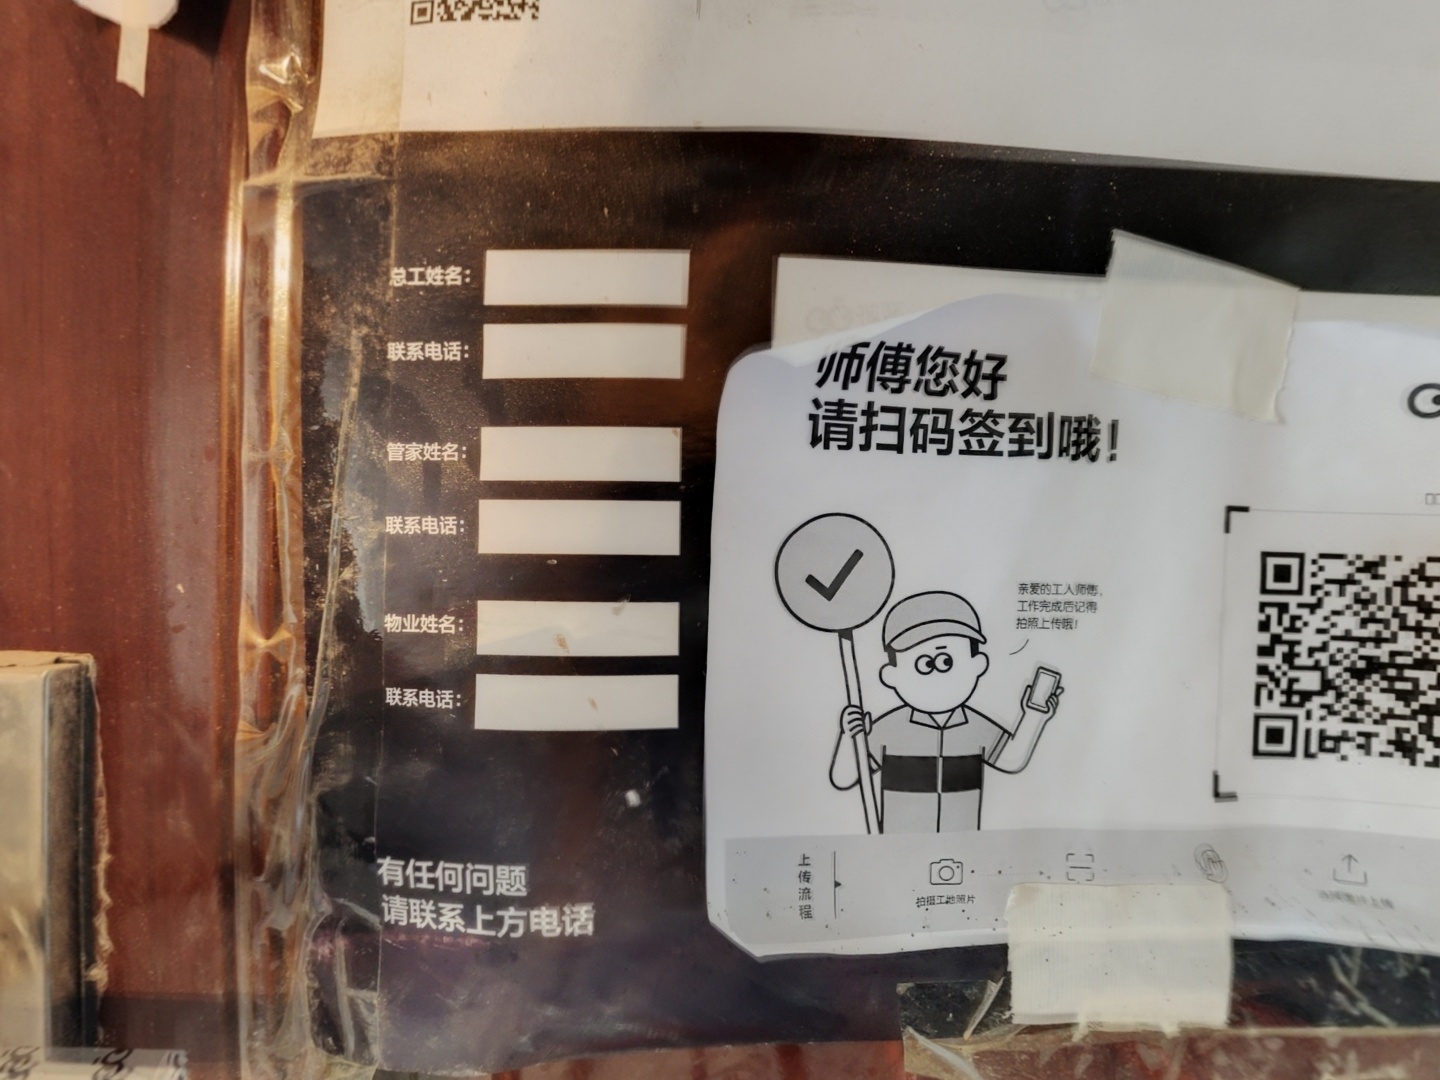 总工姓名：
联系电话：
管家姓名：
联系电话：
物业姓名：
联系电话：
有任何问题
请联系上方电话
师傅您好
请扫码签到哦！
亲爱的工人师傅，
工作完成后记得
拍照上传哦！
上传流程
拍摄工地照片